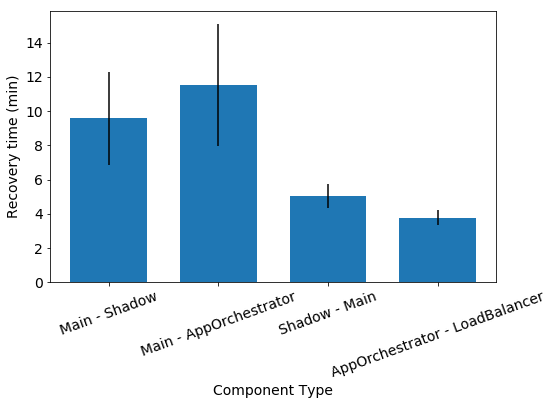 Recovery time (min)
14
12
10
8
6
4
2
0
Main - Shadow
Main - AppOrchestrator
Shadow - Main
AppOrchestrator - LoadBalancer
Component Type